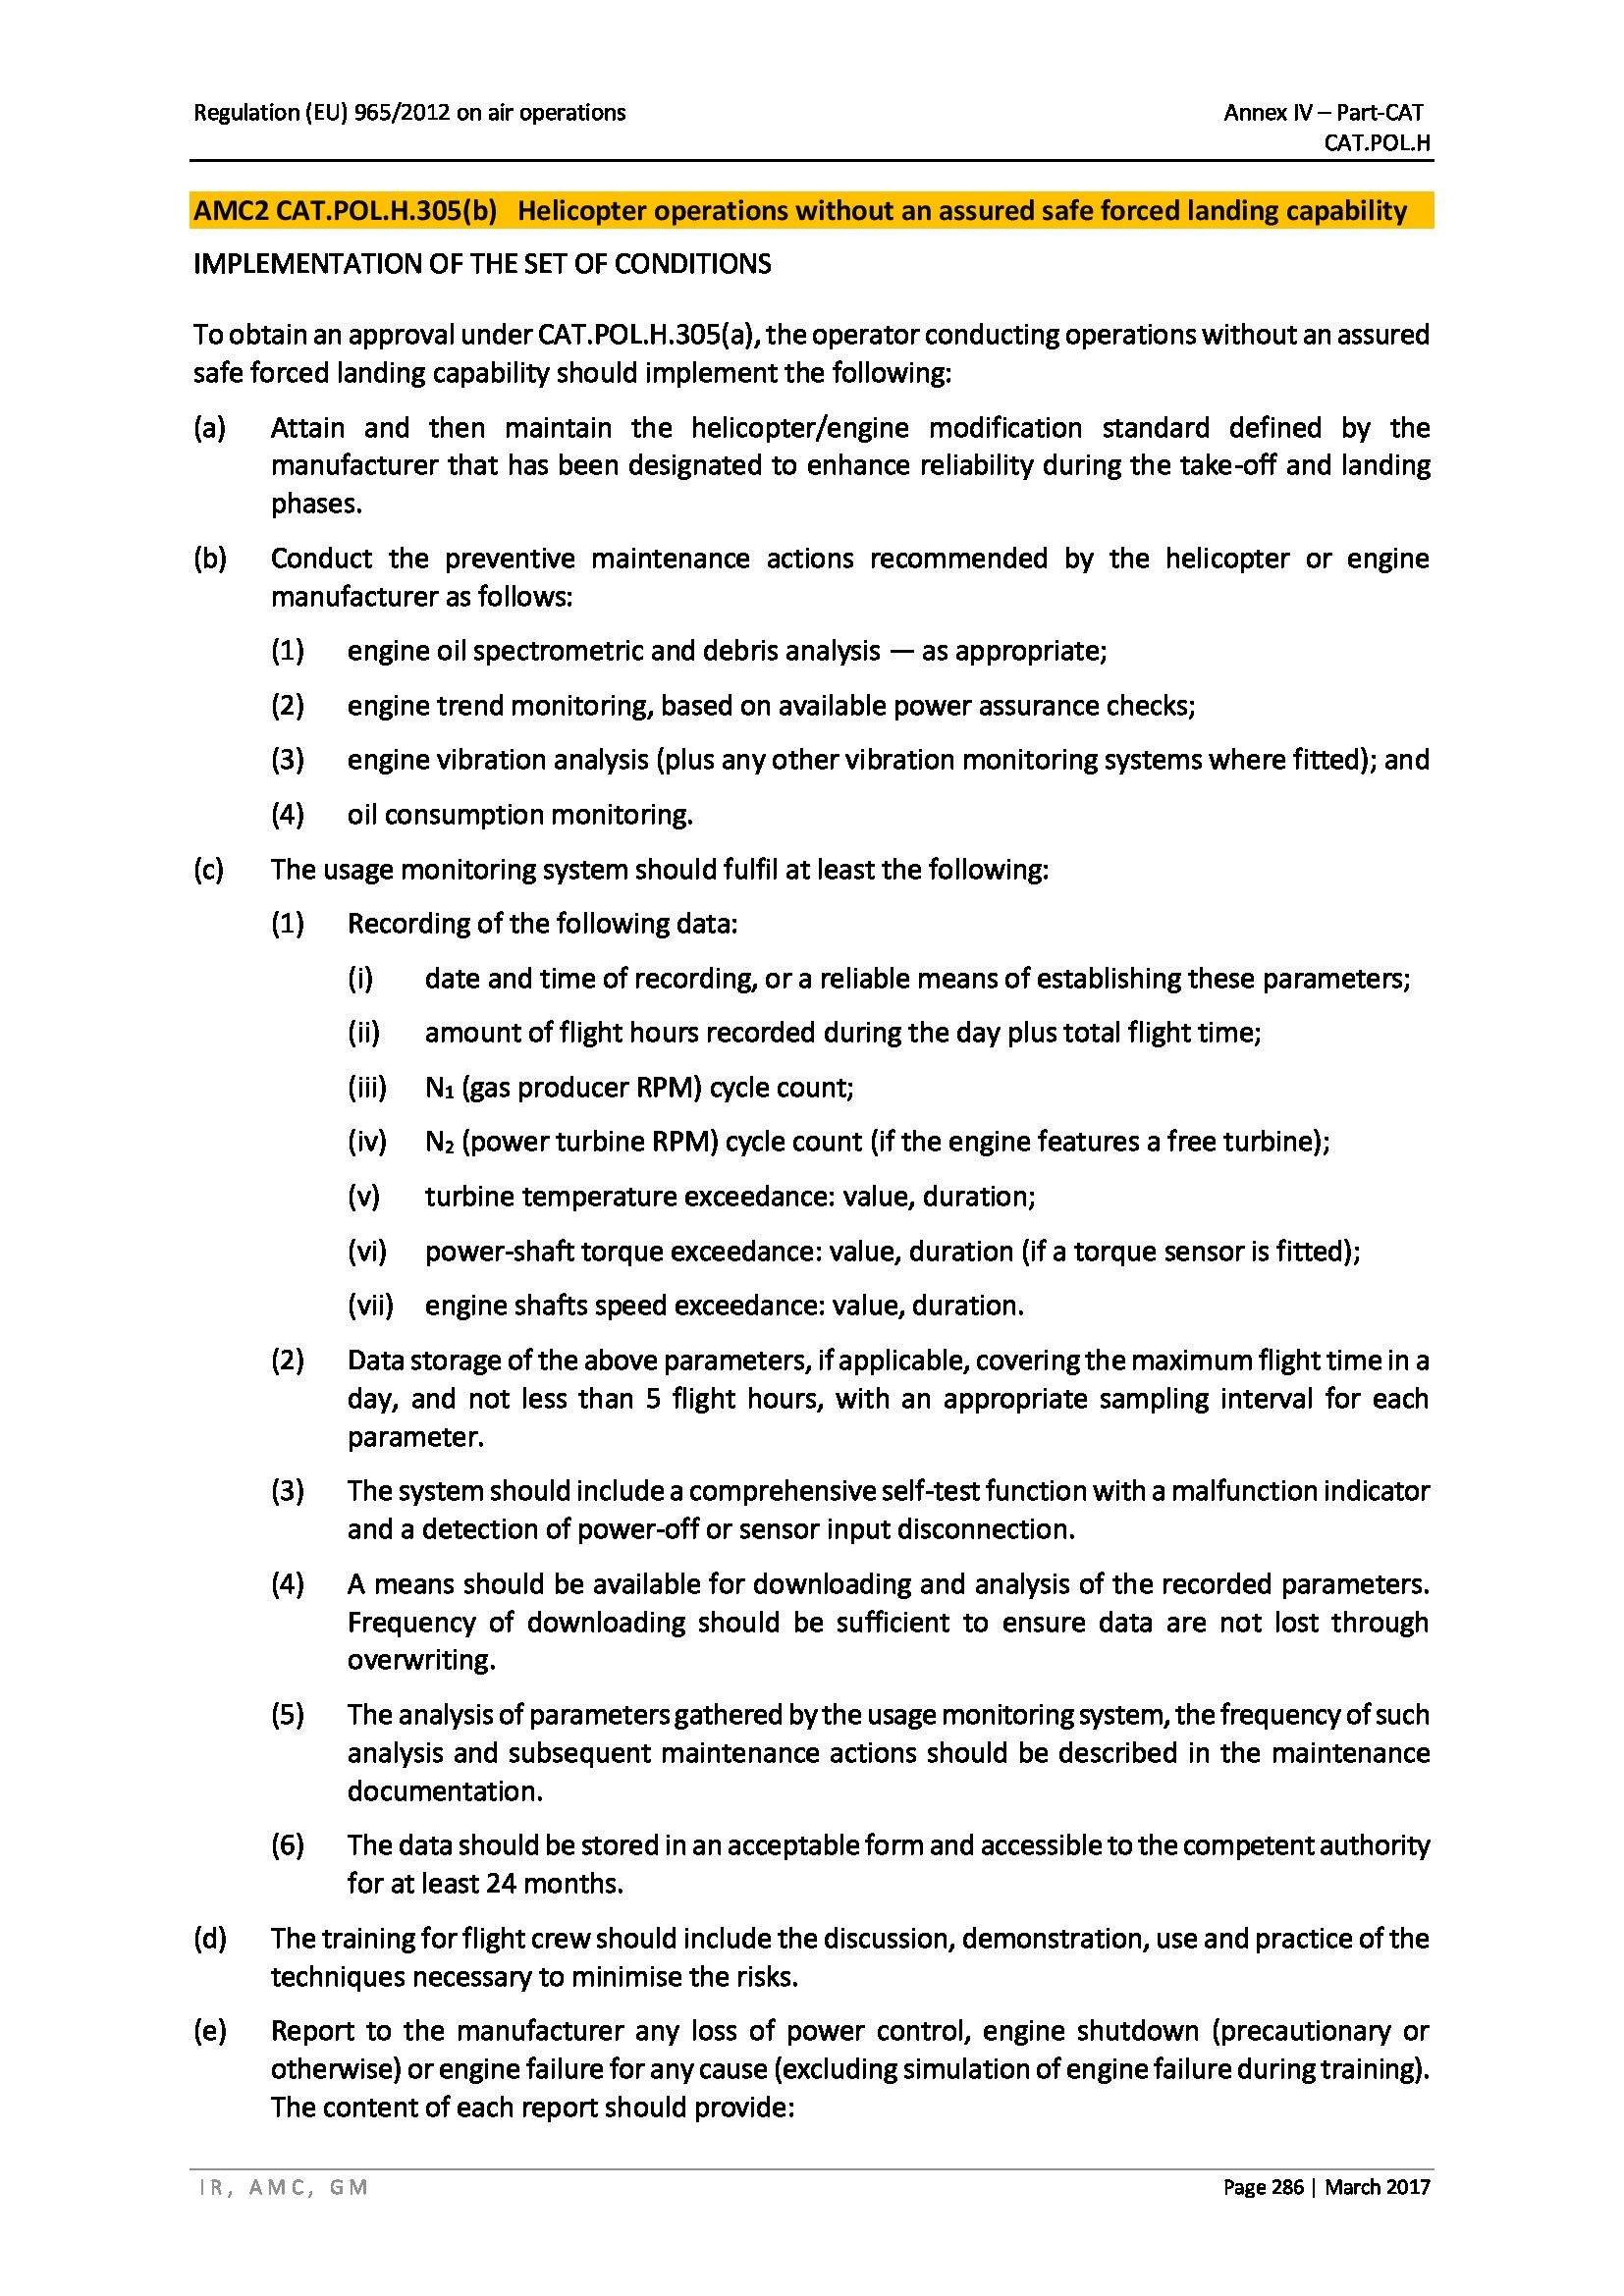 Regulation (EU) 965/2012 on air operations
Annex IV – Part-CAT
CAT.POL.H
AMC2 CAT.POL.H.305(b) Helicopter operations without an assured safe forced landing capability
IMPLEMENTATION OF THE SET OF CONDITIONS
To obtain an approval under CAT.POL.H.305(a), the operator conducting operations without an assured
safe forced landing capability should implement the following:
(a) Attain and then maintain the helicopter/engine modification standard defined by the
manufacturer that has been designated to enhance reliability during the take-off and landing
phases.
(b) Conduct the preventive maintenance actions recommended by the helicopter or engine
manufacturer as follows:
(1) engine oil spectrometric and debris analysis — as appropriate;
(2) engine trend monitoring, based on available power assurance checks;
(3) engine vibration analysis (plus any other vibration monitoring systems where fitted); and
(4) oil consumption monitoring.
(c) The usage monitoring system should fulfil at least the following:
(1) Recording of the following data:
(i) date and time of recording, or a reliable means of establishing these parameters;
(ii) amount of flight hours recorded during the day plus total flight time;
(iii) N₁ (gas producer RPM) cycle count;
(iv) N₂ (power turbine RPM) cycle count (if the engine features a free turbine);
(v) turbine temperature exceedance: value, duration;
(vi) power-shaft torque exceedance: value, duration (if a torque sensor is fitted);
(vii) engine shafts speed exceedance: value, duration.
(2) Data storage of the above parameters, if applicable, covering the maximum flight time in a
day, and not less than 5 flight hours, with an appropriate sampling interval for each
parameter.
(3) The system should include a comprehensive self-test function with a malfunction indicator
and a detection of power-off or sensor input disconnection.
(4) A means should be available for downloading and analysis of the recorded parameters.
Frequency of downloading should be sufficient to ensure data are not lost through
overwriting.
(5) The analysis of parameters gathered by the usage monitoring system, the frequency of such
analysis and subsequent maintenance actions should be described in the maintenance
documentation.
(6) The data should be stored in an acceptable form and accessible to the competent authority
for at least 24 months.
(d) The training for flight crew should include the discussion, demonstration, use and practice of the
techniques necessary to minimise the risks.
(e) Report to the manufacturer any loss of power control, engine shutdown (precautionary or
otherwise) or engine failure for any cause (excluding simulation of engine failure during training).
The content of each report should provide:
IR, AMC, GM
Page 286 | March 2017